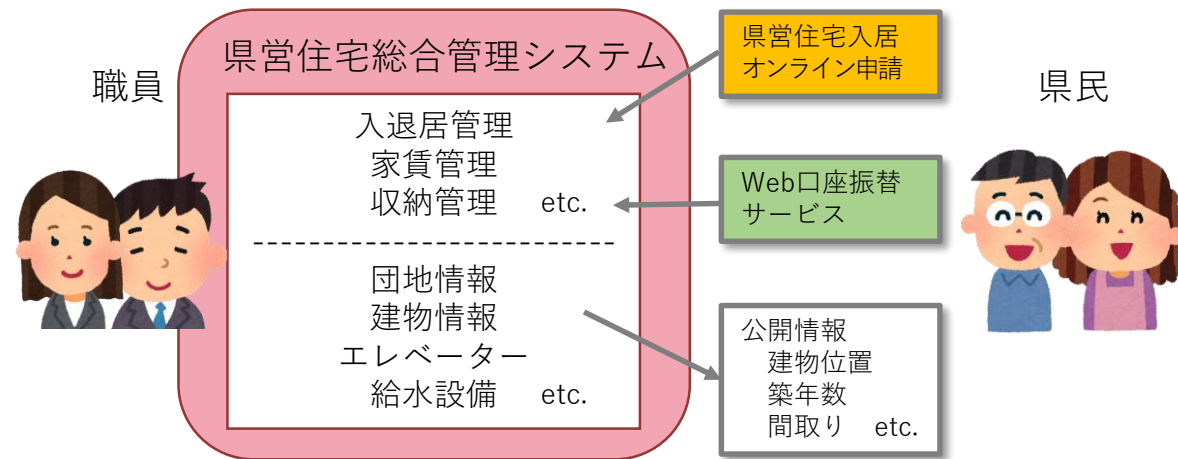 職員
県営住宅総合管理システム
入退居管理
家賃管理
収納管理 etc.
団地情報
建物情報
エレベーター
給水設備 etc.
県営住宅入居
オンライン申請
Web口座振替
サービス
公開情報
建物位置
築年数
間取り etc.
県民